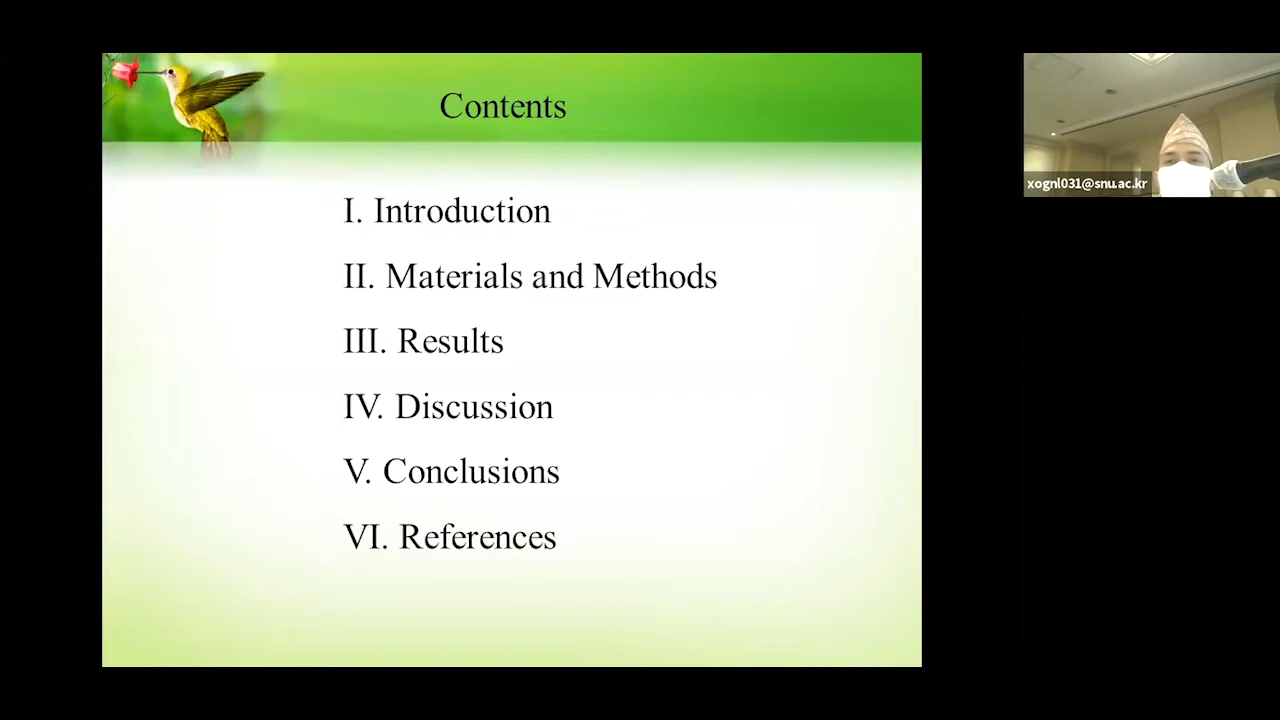 Contents
I. Introduction
II. Materials and Methods
III. Results
IV. Discussion
V. Conclusions
VI. References
xognl031@snu.ac.kr